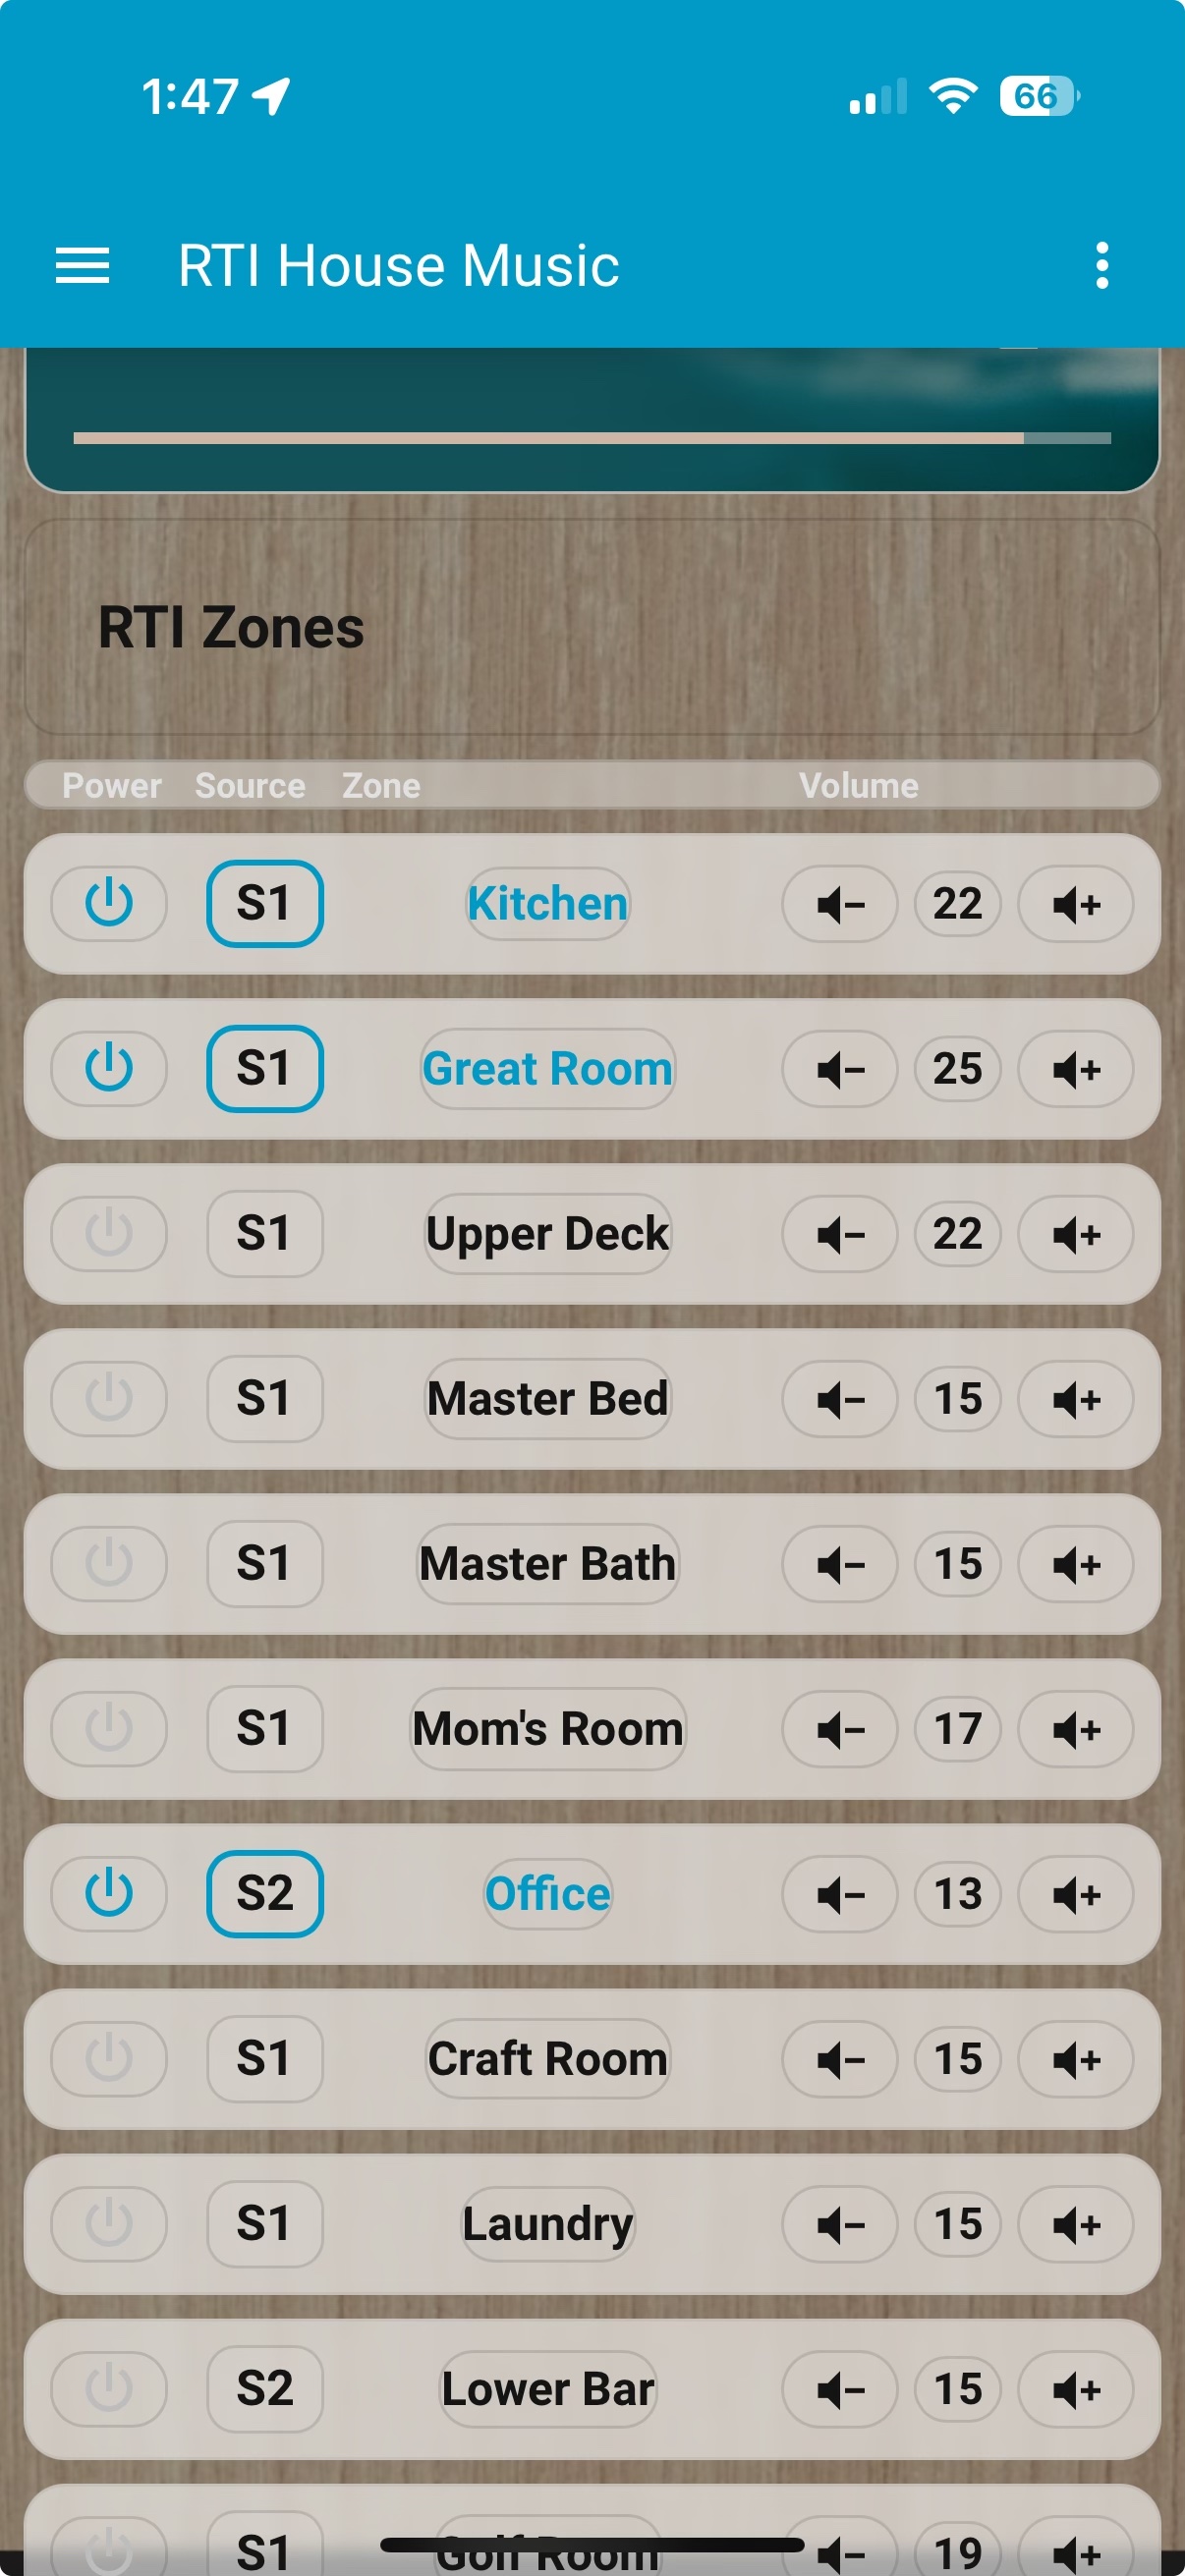 1:47 66
RTI House Music
RTI Zones
Power Source Zone Volume
S1 Kitchen 22
S1 Great Room 25
S1 Upper Deck 22
S1 Master Bed 15
S1 Master Bath 15
S1 Mom's Room 17
S2 Office 13
S1 Craft Room 15
S1 Laundry 15
S2 Lower Bar 15
S1 Golf Room 19